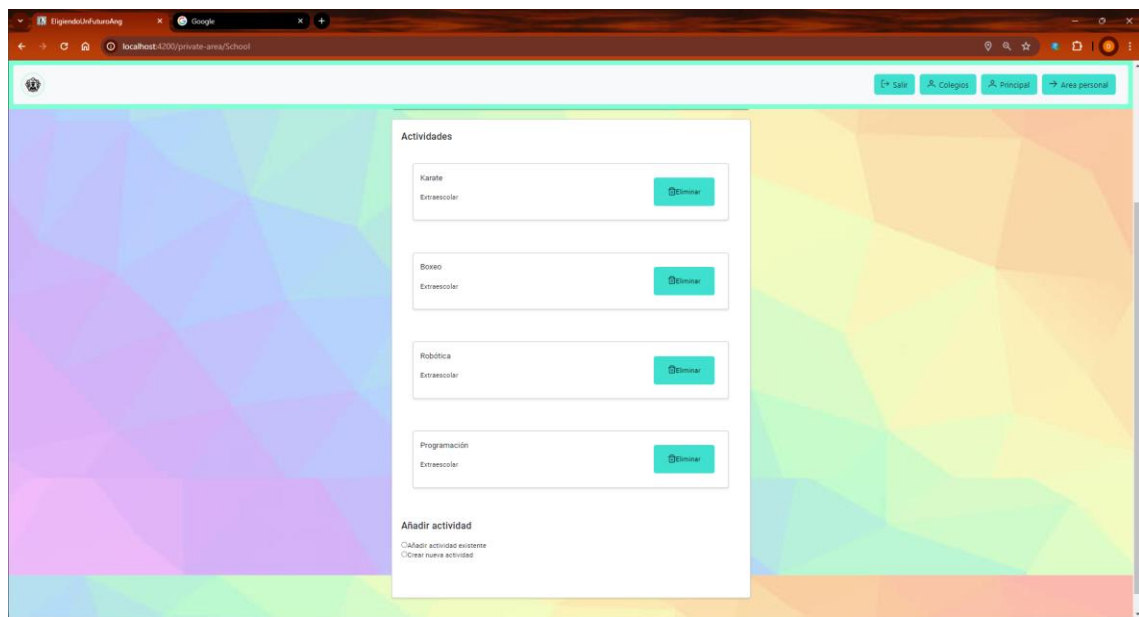 EligiendoUnFuturoAng
Google
localhost:4200/private-area/School
Salir
Colegios
Principal
Area personal
Actividades
Karate
Extraescolar
Eliminar
Boxeo
Extraescolar
Eliminar
Robótica
Extraescolar
Eliminar
Programación
Extraescolar
Eliminar
Añadir actividad
Añadir actividad existente
Crear nueva actividad